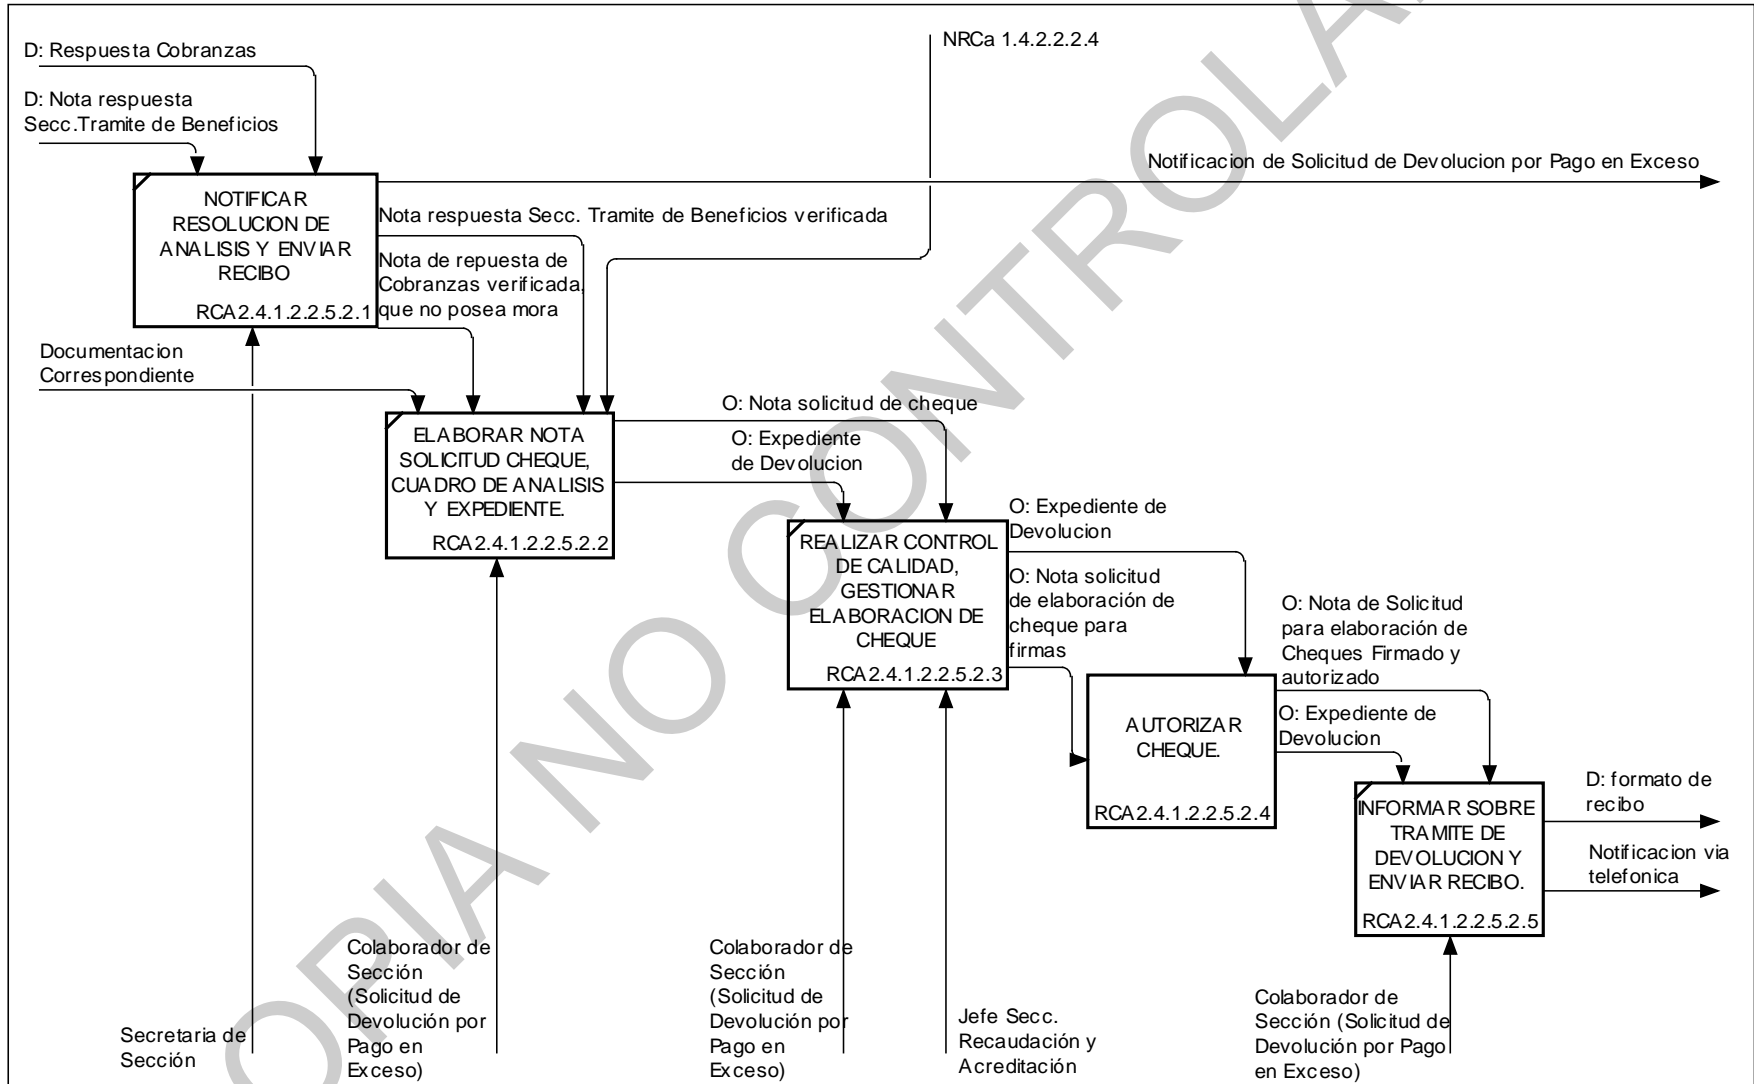 D: Respuesta Cobranzas
NRCa 1.4.2.2.2.4
D: Nota respuesta
Secc.Tramite de Beneficios
Notificacion de Solicitud de Devolucion por Pago en Exceso
NOTIFICAR
RESOLUCION DE
ANALISIS Y ENVIAR
RECIBO
RCA2.4.1.2.2.5.2.1
Nota respuesta Secc. Tramite de Beneficios verificada
Nota de repuesta de
Cobranzas verificada,
que no posea mora
Documentacion
Correspondiente
ELABORAR NOTA
SOLICITUD CHEQUE,
CUADRO DE ANALISIS
Y EXPEDIENTE.
RCA2.4.1.2.2.5.2.2
O: Nota solicitud de cheque
O: Expediente
de Devolucion
REALIZAR CONTROL
DE CALIDAD,
GESTIONAR
ELABORACION DE
CHEQUE
RCA2.4.1.2.2.5.2.3
O: Expediente de
Devolucion
O: Nota solicitud
de elaboración de
cheque para
firmas
AUTORIZAR
CHEQUE.
RCA2.4.1.2.2.5.2.4
O: Nota de Solicitud
para elaboración de
Cheques Firmado y
autorizado
O: Expediente de
Devolucion
INFORMAR SOBRE
TRAMITE DE
DEVOLUCION Y
ENVIAR RECIBO.
RCA2.4.1.2.2.5.2.5
D: formato de
recibo
Notificacion via
telefonica
Secretaria de
Sección
Colaborador de
Sección
(Solicitud de
Devolución por
Pago en
Exceso)
Colaborador de
Sección
(Solicitud de
Devolución por
Pago en
Exceso)
Jefe Secc.
Recaudación y
Acreditación
Colaborador de
Sección (Solicitud de
Devolución por Pago
en Exceso)
OPIA NO CONTROLA